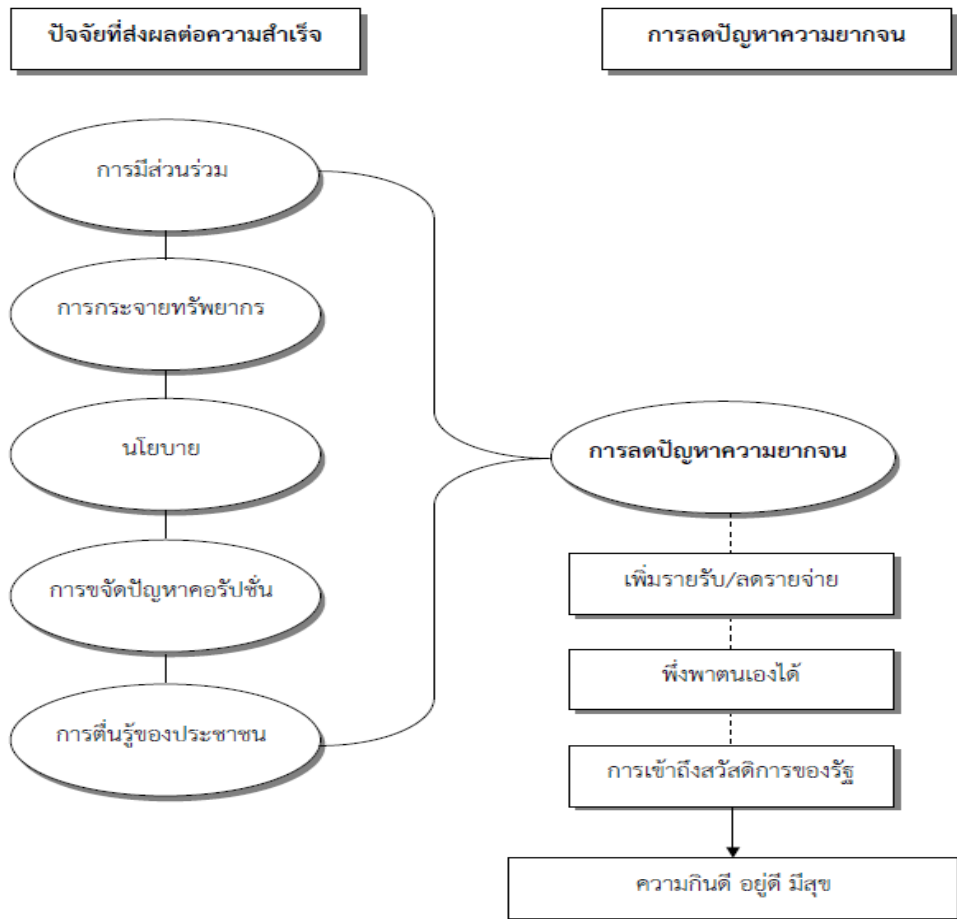 ปัจจัยที่ส่งผลต่อความสำเร็จ
การลดปัญหาความยากจน
การมีส่วนร่วม
การกระจายทรัพยากร
นโยบาย
การขจัดปัญหาคอรัปชั่น
การตื่นรู้ของประชาชน
การลดปัญหาความยากจน
เพิ่มรายรับ/ลดรายจ่าย
พึ่งพาตนเองได้
การเข้าถึงสวัสดิการของรัฐ
ความกินดี อยู่ดี มีสุข